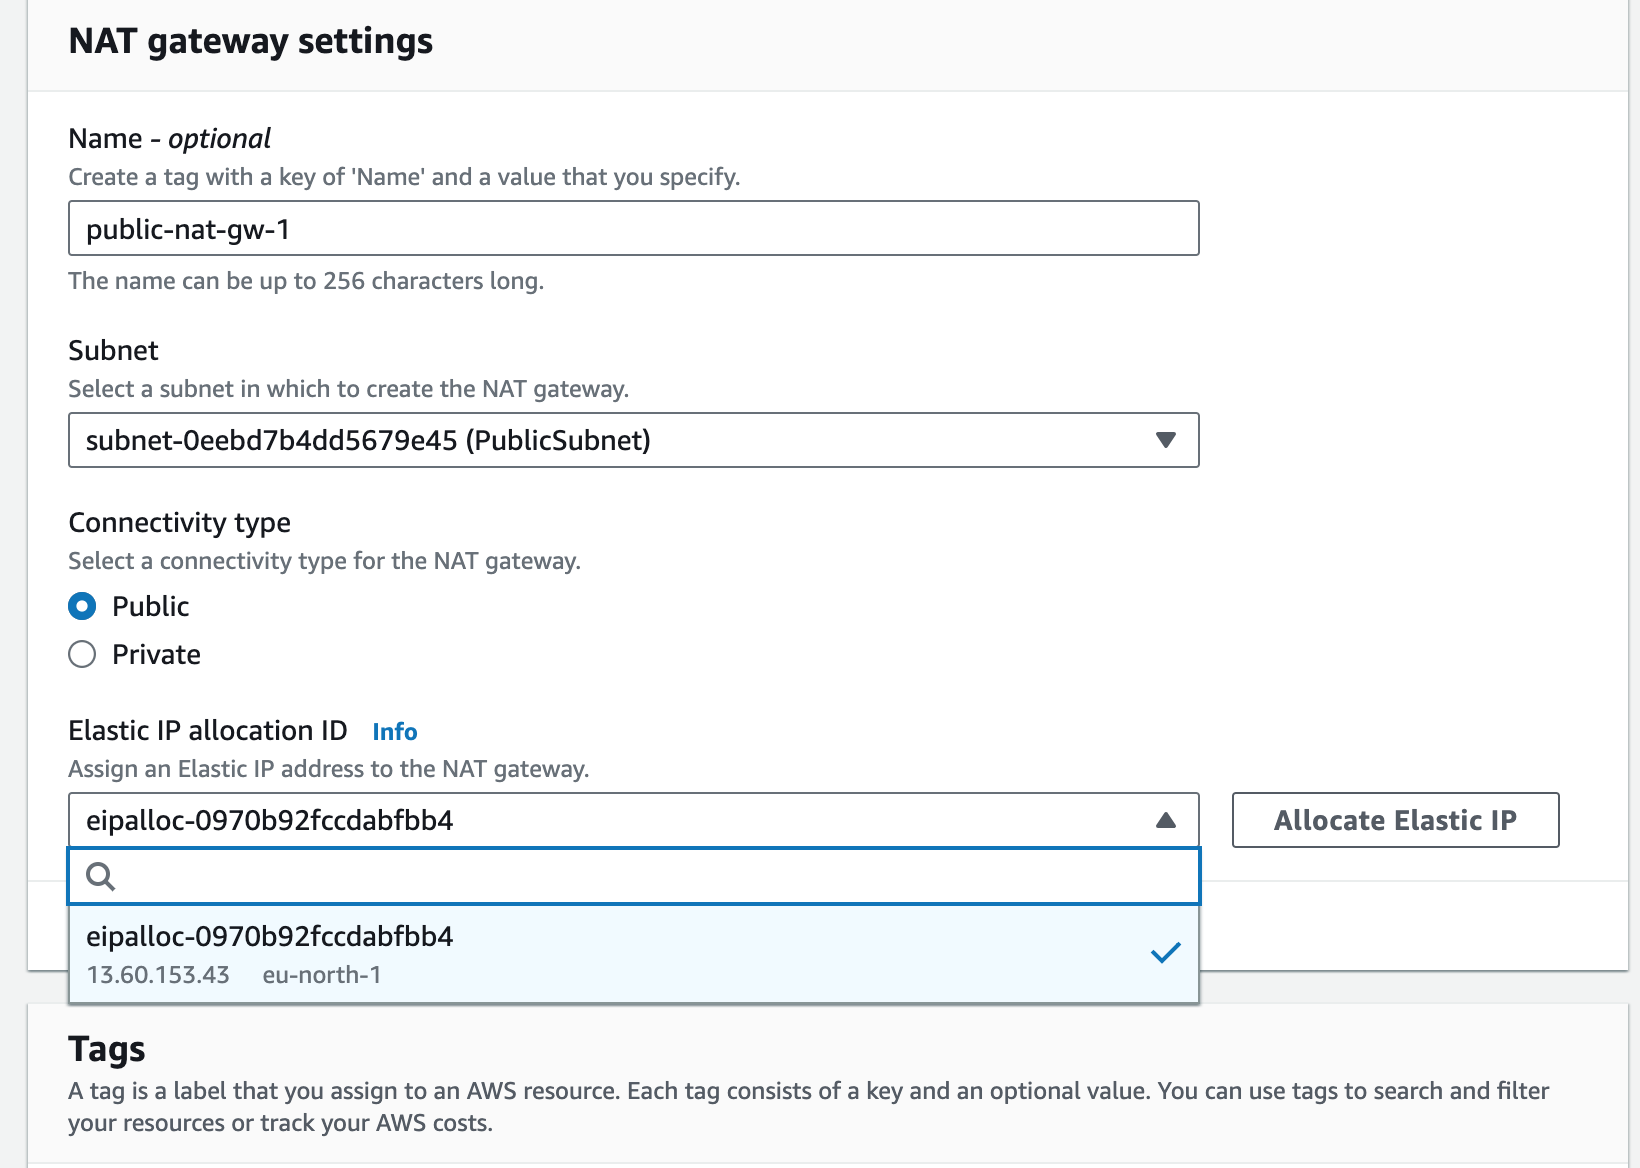 NAT gateway settings
Name - optional
Create a tag with a key of 'Name' and a value that you specify.
public-nat-gw-1
The name can be up to 256 characters long.
Subnet
Select a subnet in which to create the NAT gateway.
subnet-0eebd7b4dd5679e45 (PublicSubnet)
Connectivity type
Select a connectivity type for the NAT gateway.
Public
Private
Elastic IP allocation ID Info
Assign an Elastic IP address to the NAT gateway.
eipalloc-0970b92fccdabfbb4 Allocate Elastic IP
eipalloc-0970b92fccdabfbb4
13.60.153.43 eu-north-1
Tags
A tag is a label that you assign to an AWS resource. Each tag consists of a key and an optional value. You can use tags to search and filter
your resources or track your AWS costs.